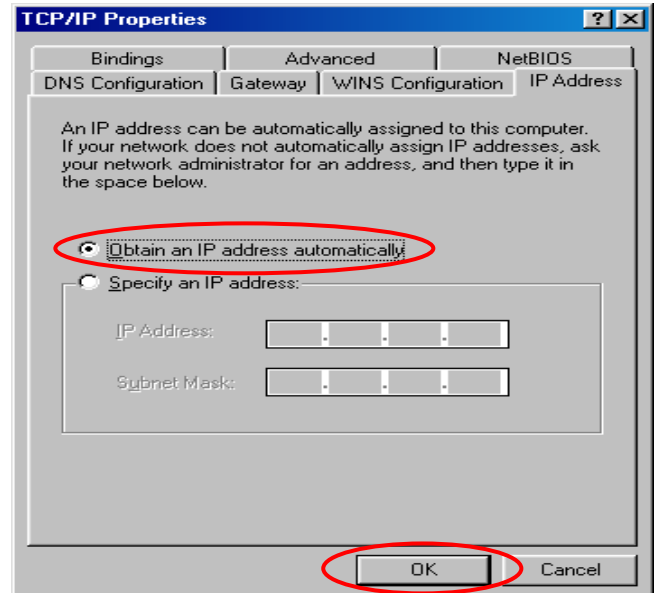 TCP/IP Properties
Bindings Advanced NetBIOS
DNS Configuration Gateway WINS Configuration IP Address
An IP address can be automatically assigned to this computer.
If your network does not automatically assign IP addresses, ask
your network administrator for an address, and then type it in
the space below.
Obtain an IP address automatically
Specify an IP address:
IP Address:
Subnet Mask:
OK Cancel